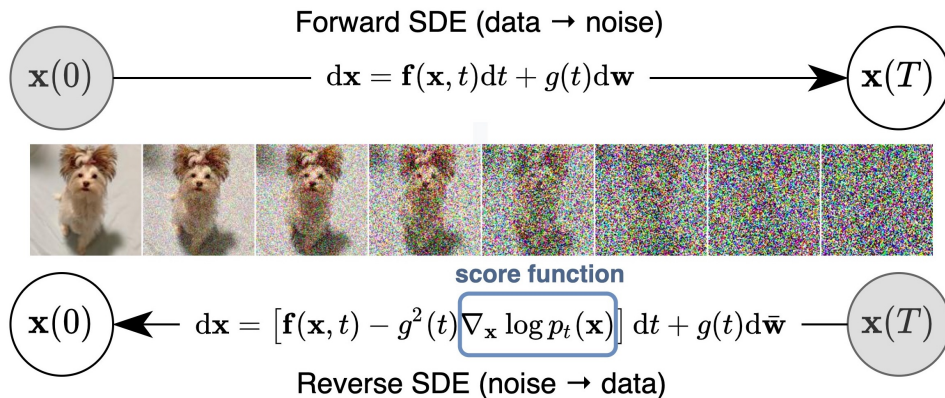 Forward SDE (data → noise)
x(0) dx = f(x, t)dt + g(t)dw x(T)
score function
x(0) dx = [f(x, t) − g²(t)∇ₓ log pₜ(x)] dt + g(t)dw̄ x(T)
Reverse SDE (noise → data)